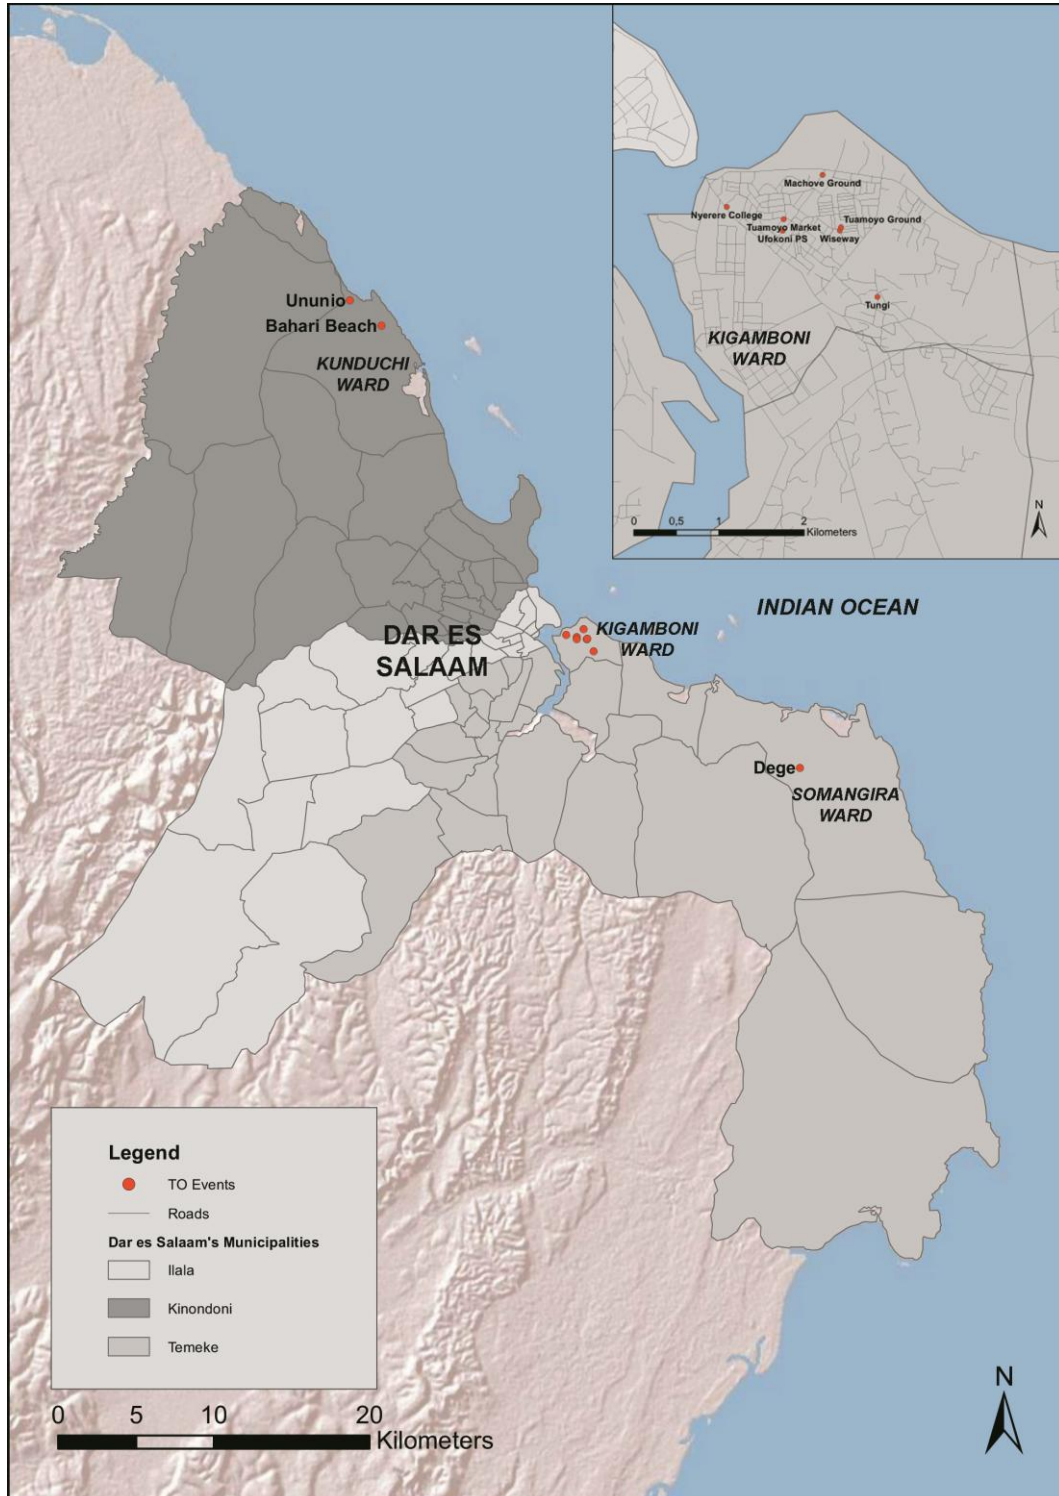 Machove Ground
Nyerere College
Tuamoyo Ground
Tuamoyo Market
Ufokoni PS
Wiseway
Tungi
KIGAMBONI
WARD
0
0,5
1
2
Kilometers
N
Ununio
Bahari Beach
KUNDUCHI
WARD
INDIAN OCEAN
DAR ES
SALAAM
KIGAMBONI
WARD
Dege
SOMANGIRA
WARD
Legend
TO Events
Roads
Dar es Salaam's Municipalities
Ilala
Kinondoni
Temeke
0
5
10
20
Kilometers
N